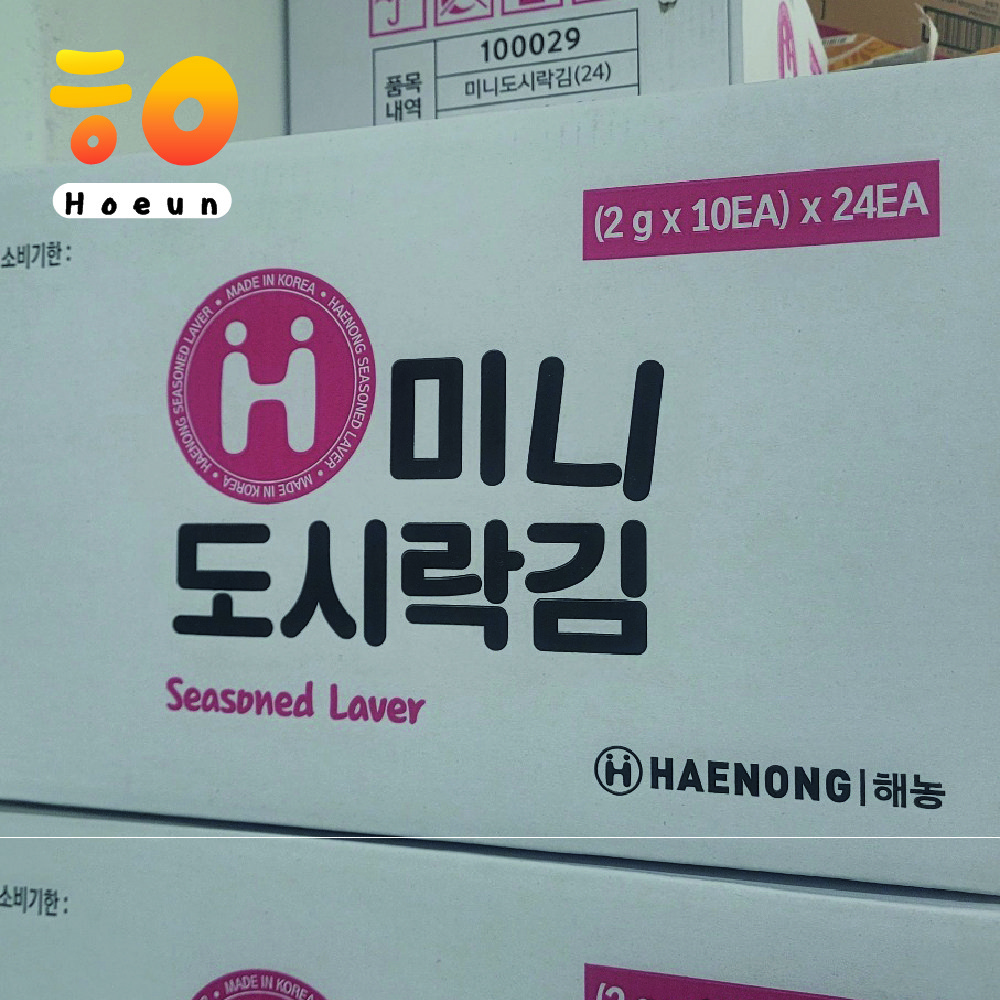 100029
품목
내역
미니도시락김(24)
Hoeun
(2 g x 10EA) x 24EA
소비기한 :
MADE IN KOREA • HAENONG SEASONED LAVER • MADE IN KOREA • HAENONG SEASONED LAVER •
미니
도시락김
Seasoned Laver
HAENONG | 해농
소비기한 :
MADE IN KOREA